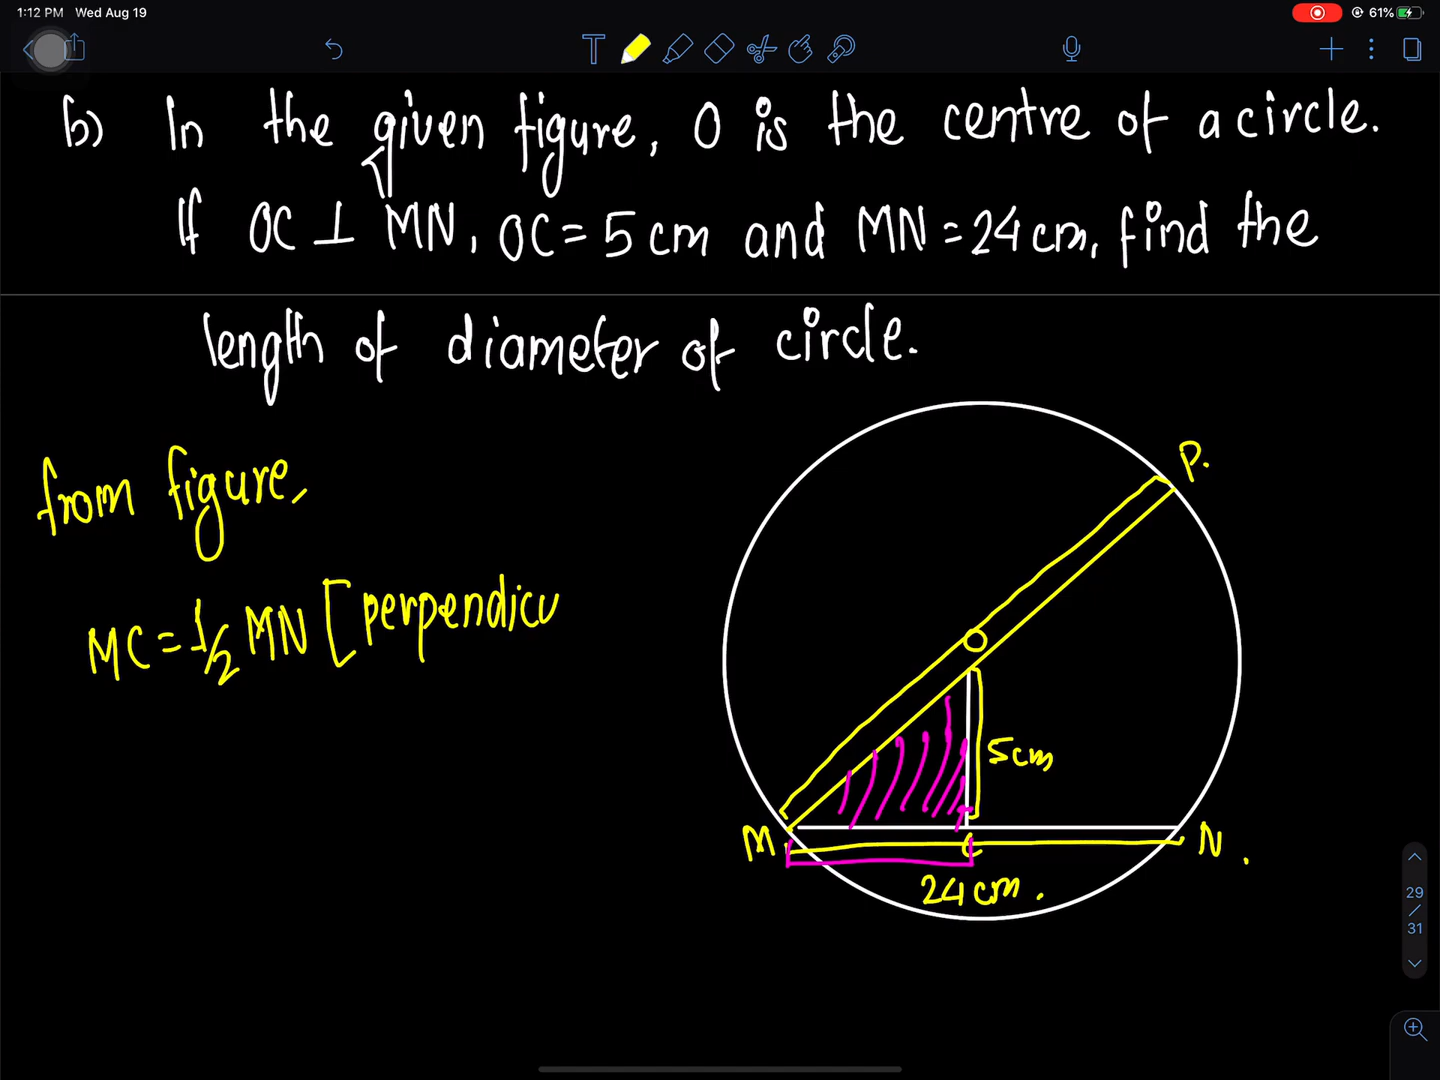 1:12 PM Wed Aug 19
61%
b) In the given figure, O is the centre of a circle.
If OC ⊥ MN, OC = 5 cm and MN = 24 cm, find the
length of diameter of circle.
from figure,
MC = 1/2 MN [perpendicu
P.
O
5cm
M
C
N
24 cm.
29
/
31